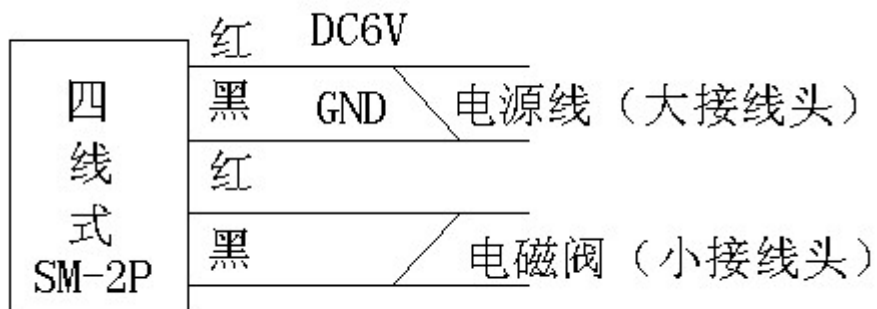 红 DC6V
黑 GND 电源线（大接线头）
红
黑 电磁阀（小接线头）
四
线
式
SM-2P